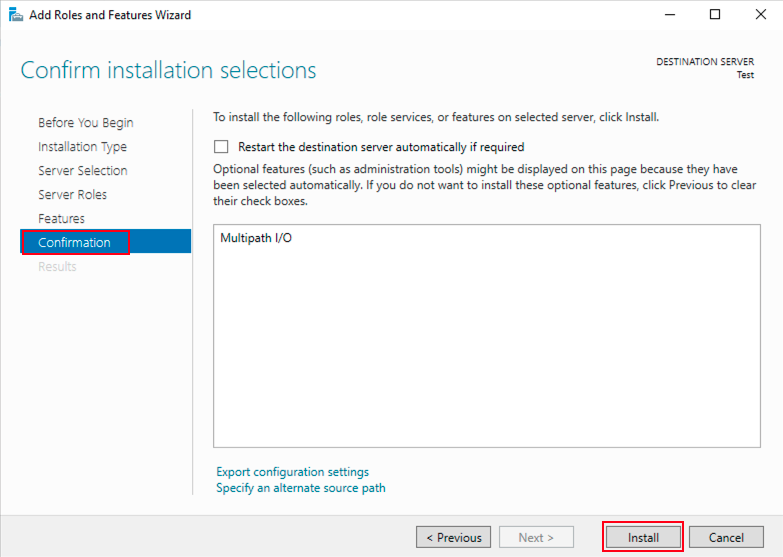 Add Roles and Features Wizard
Confirm installation selections
DESTINATION SERVER
Test
Before You Begin
Installation Type
Server Selection
Server Roles
Features
Confirmation
Results
To install the following roles, role services, or features on selected server, click Install.
Restart the destination server automatically if required
Optional features (such as administration tools) might be displayed on this page because they have
been selected automatically. If you do not want to install these optional features, click Previous to clear
their check boxes.
Multipath I/O
Export configuration settings
Specify an alternate source path
< Previous
Next >
Install
Cancel